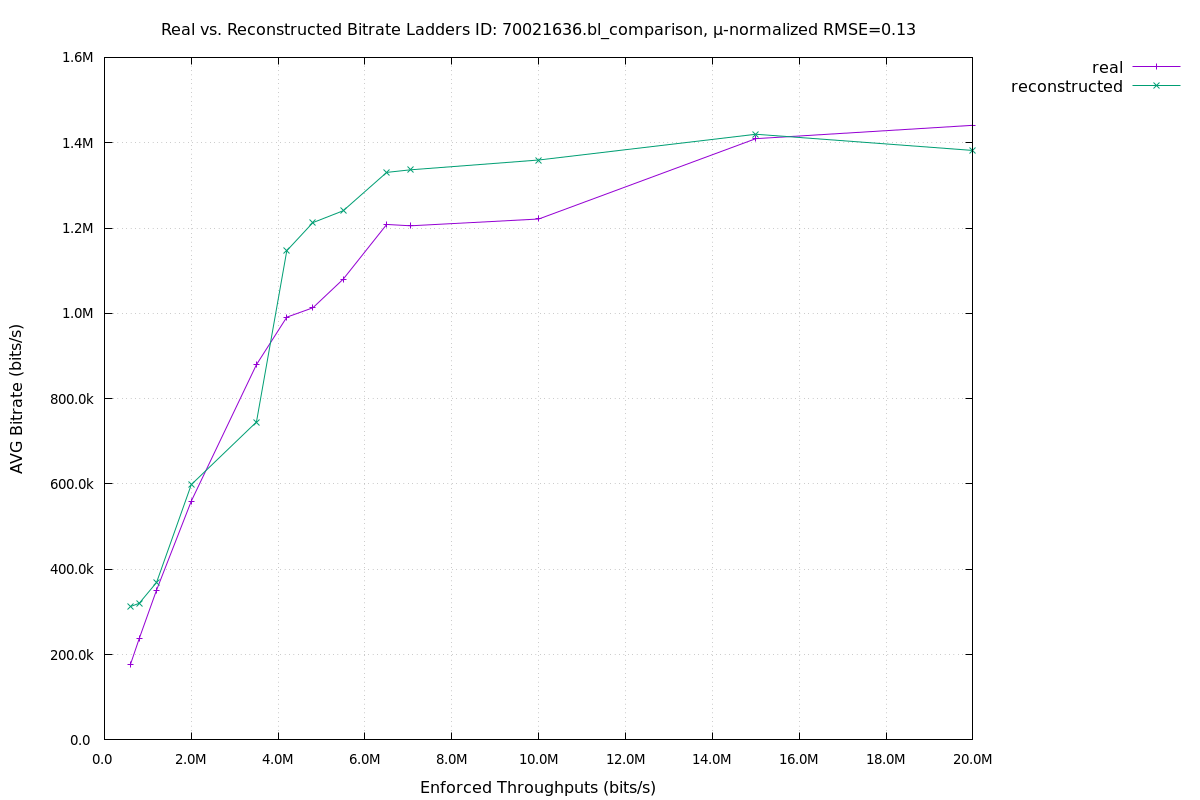 Real vs. Reconstructed Bitrate Ladders ID: 70021636.bl_comparison, μ-normalized RMSE=0.13
real
reconstructed
1.6M
1.4M
1.2M
1.0M
800.0k
600.0k
400.0k
200.0k
0.0
AVG Bitrate (bits/s)
0.0 2.0M 4.0M 6.0M 8.0M 10.0M 12.0M 14.0M 16.0M 18.0M 20.0M
Enforced Throughputs (bits/s)